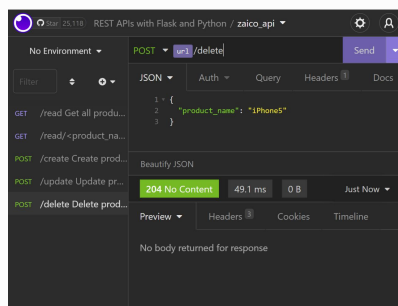 Star 25,118 REST APIs with Flask and Python / zaico_api
No Environment
POST url /delete Send
Filter
JSON Auth Query Headers 1 Docs
1 {
2 "product_name": "iPhone5"
3 }
GET /read Get all produ...
GET /read/<product_na...
POST /create Create prod...
POST /update Update pr...
POST /delete Delete prod...
Beautify JSON
204 No Content 49.1 ms 0 B Just Now
Preview Headers 3 Cookies Timeline
No body returned for response